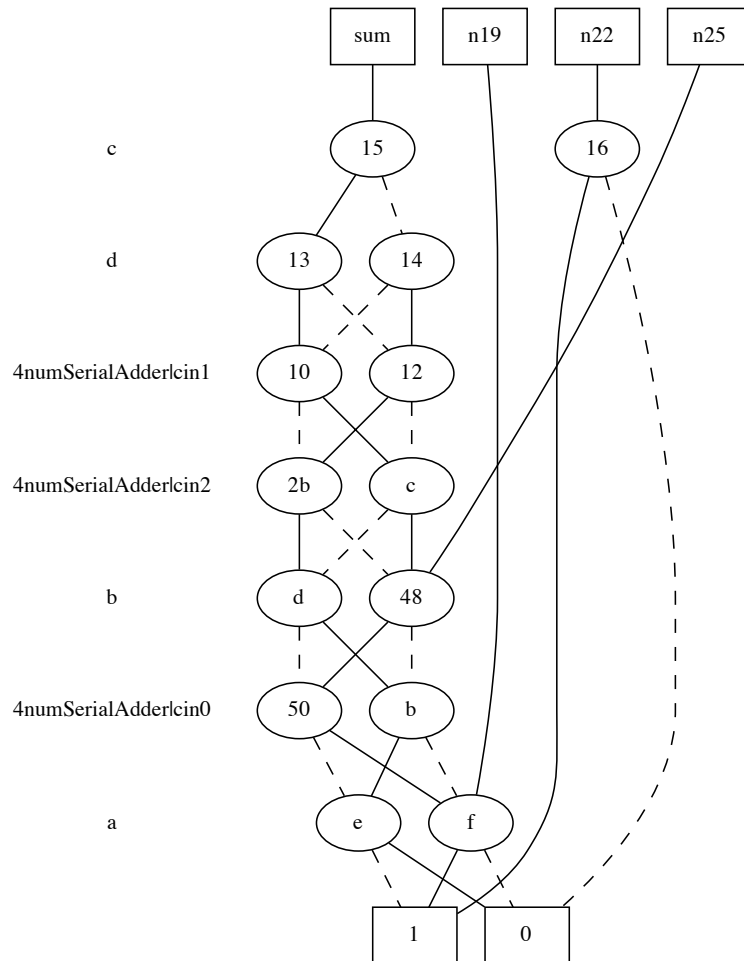 sum n19 n22 n25
c 15 16
d 13 14
4numSerialAdder|cin1 10 12
4numSerialAdder|cin2 2b c
b d 48
4numSerialAdder|cin0 50 b
a e f
1 0